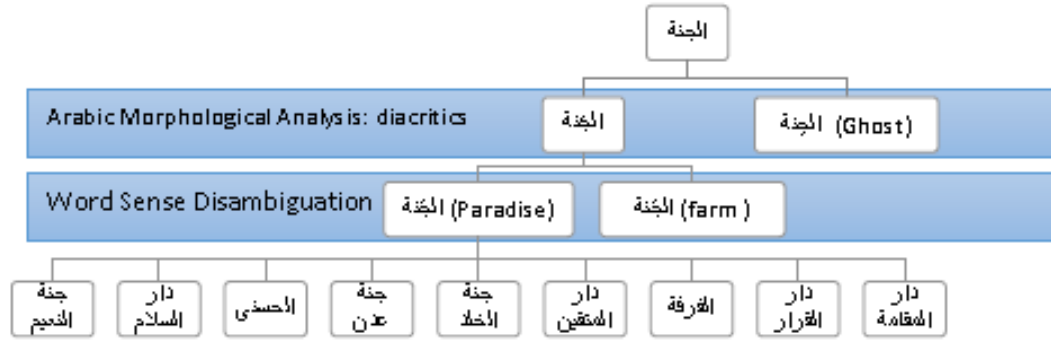 الجنة
Arabic Morphological Analysis: diacritics
الجَنة
الجِنة (Ghost)
Word Sense Disambiguation
الجَنة (Paradise)
الجَنة (farm )
جنة
النعيم
دار
السلام
الحسنى
جنة
عدن
جنة
الخلد
دار
المتقين
الغرفة
دار
القرار
دار
المقامة